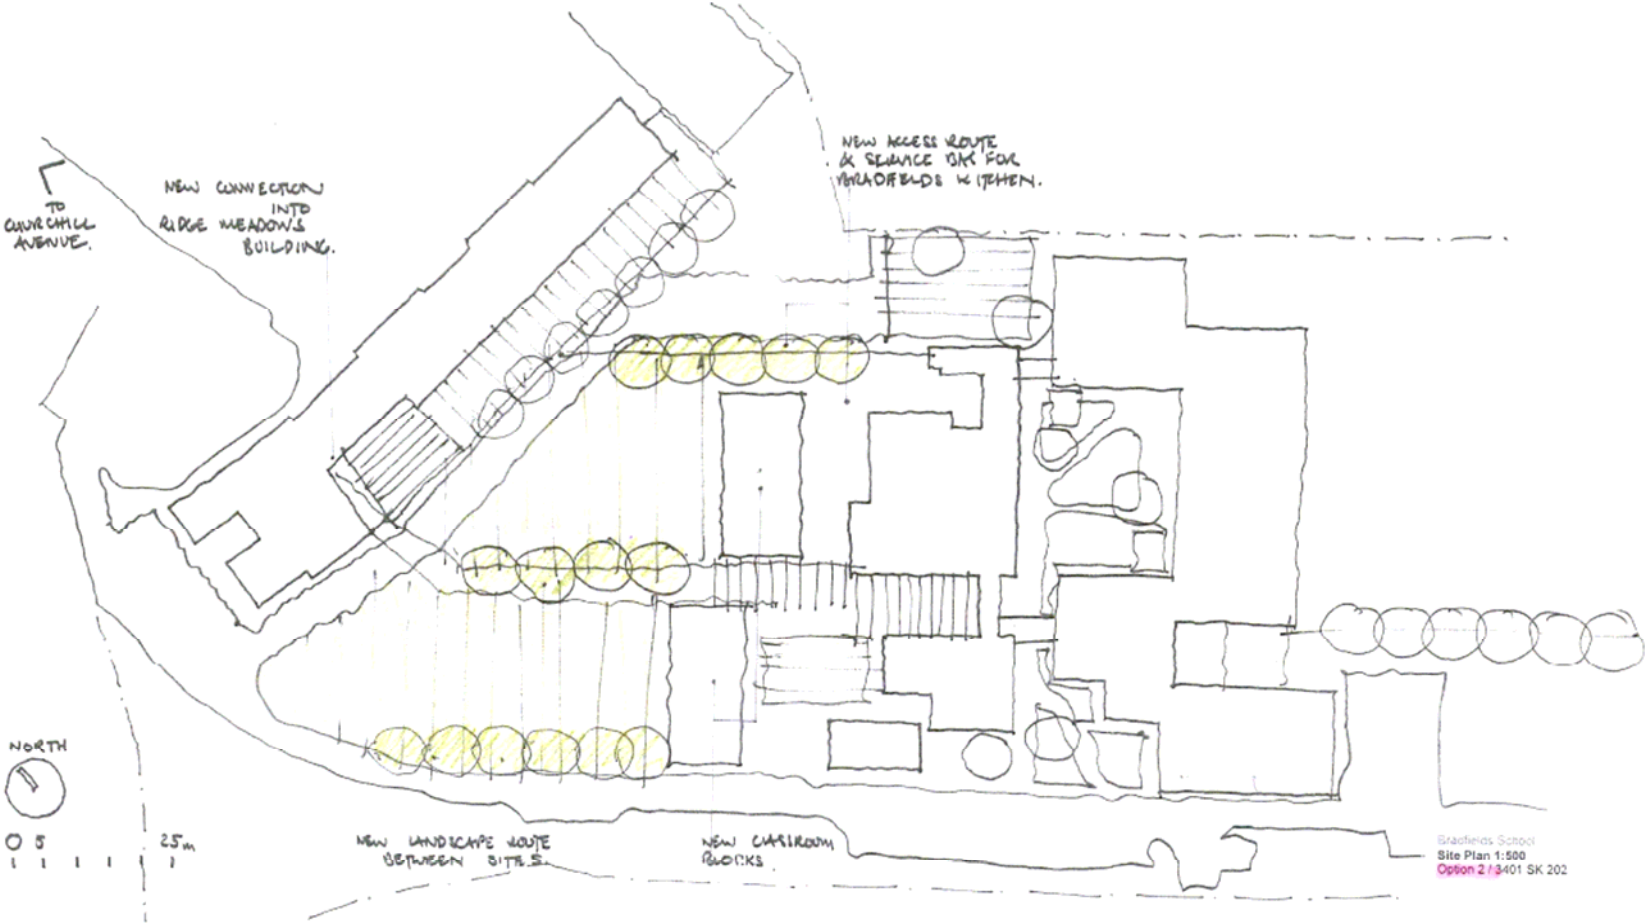 NEW ACCESS ROUTE
& SERVICE BAY FOR
BRADFIELDS KITCHEN.
NEW CONNECTION
INTO
RIDGE MEADOWS
BUILDING.
TO
CHURCHILL
AVENUE.
NORTH
0 5 25m
NEW LANDSCAPE ROUTE
BETWEEN SITES.
NEW CLASSROOM
BLOCKS
Bradfields School
Site Plan 1:500
Option 2 / 3401 SK 202